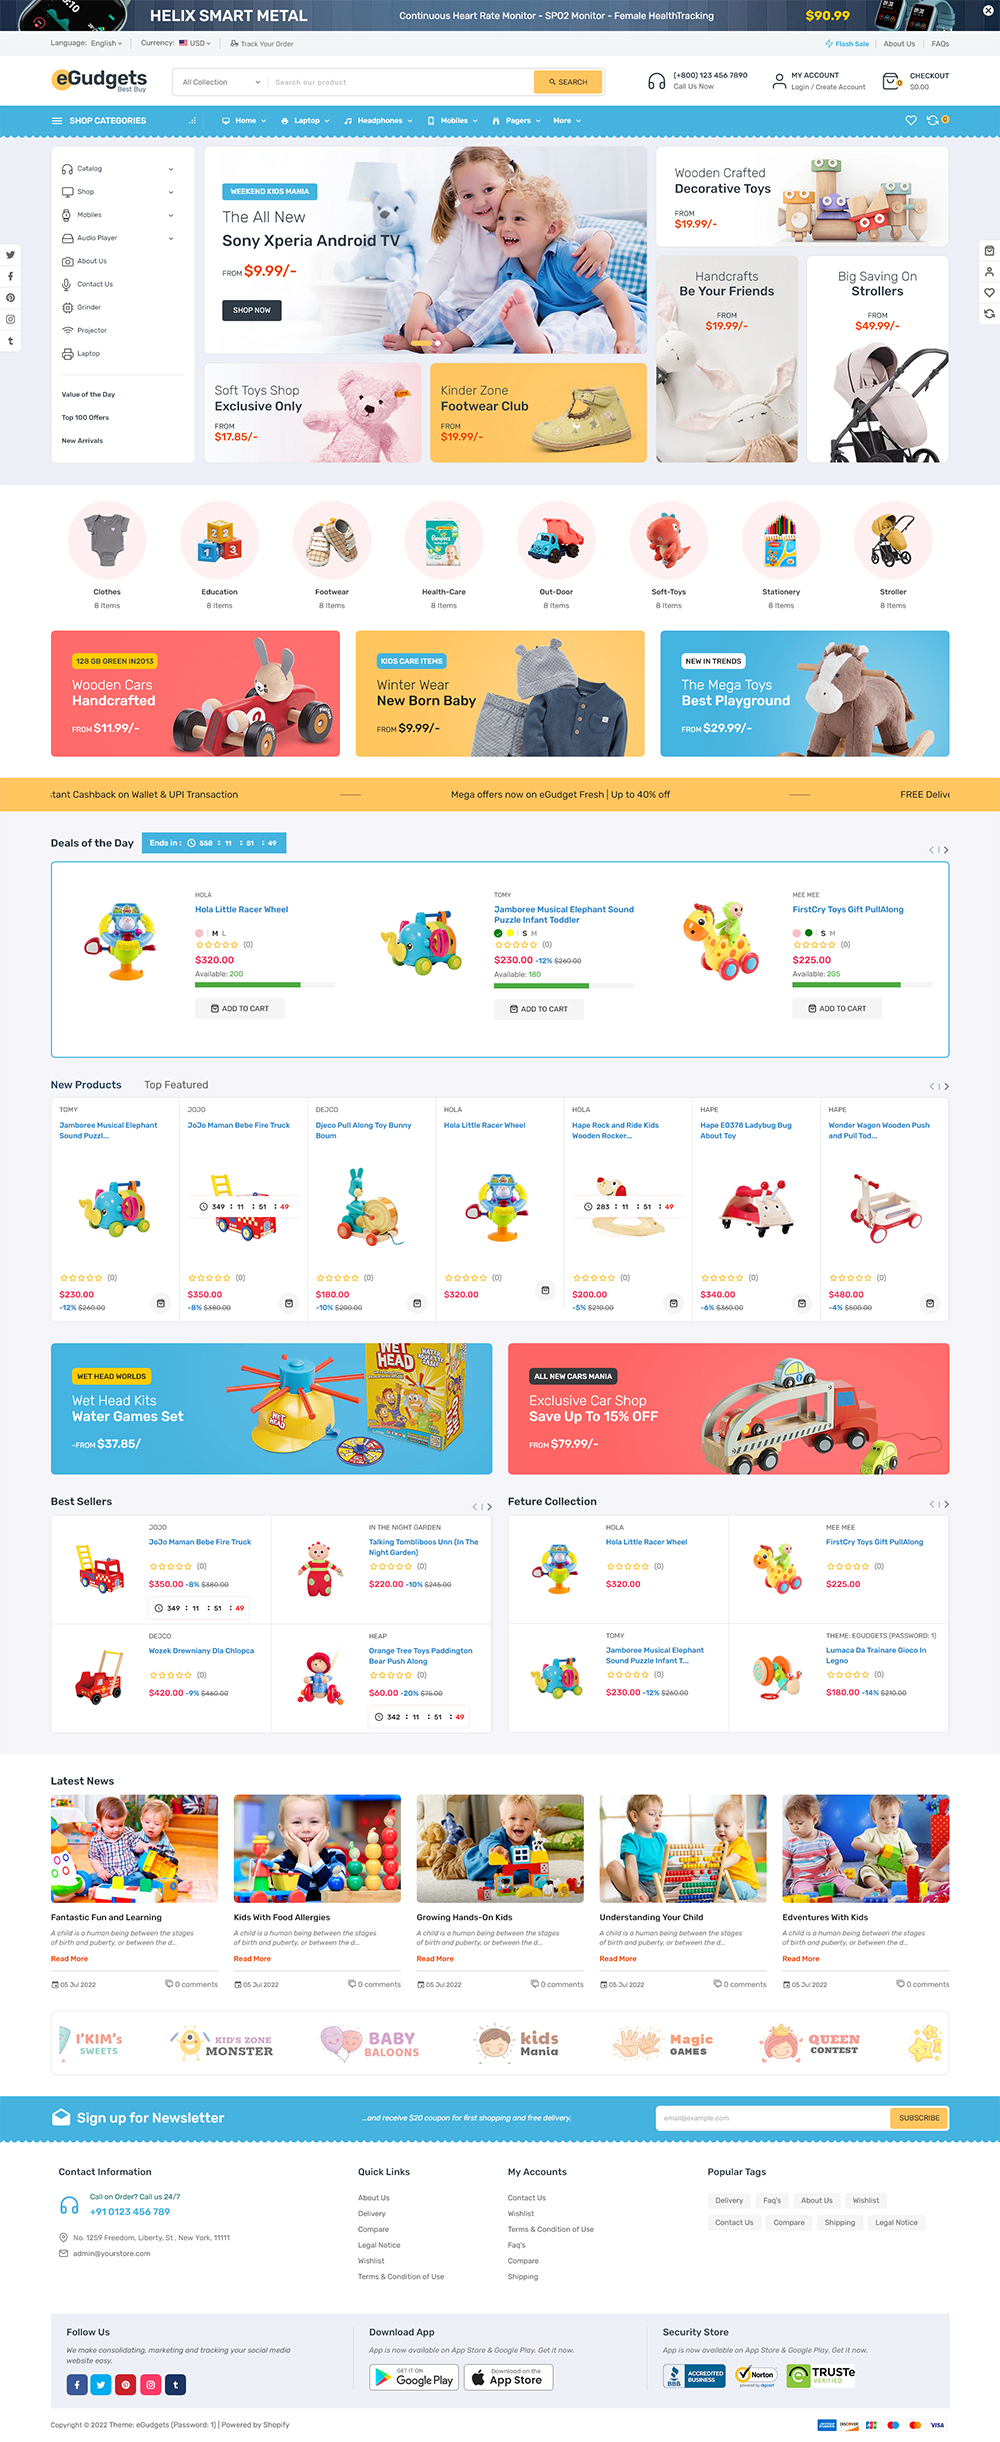 HELIX SMART METAL
Continuous Heart Rate Monitor - SPO2 Monitor - Female HealthTracking
$90.99
Language: English
Currency: USD
Track Your Order
Flash Sale
About Us
FAQs
eGudgets
Best Buy
All Collection
Search our product
SEARCH
(+800) 123 456 7890
Call Us Now
MY ACCOUNT
Login / Create Account
0
CHECKOUT
$0.00
SHOP CATEGORIES
Home
Laptop
Headphones
Mobiles
Pagers
More
0
Catalog
Shop
Mobiles
Audio Player
About Us
Contact Us
Grinder
Projector
Laptop
Value of the Day
Top 100 Offers
New Arrivals
WEEKEND KIDS MANIA
The All New
Sony Xperia Android TV
FROM $9.99/-
SHOP NOW
Wooden Crafted
Decorative Toys
FROM
$19.99/-
Handcrafts
Be Your Friends
FROM
$19.99/-
Big Saving On
Strollers
FROM
$49.99/-
Soft Toys Shop
Exclusive Only
FROM
$17.85/-
Kinder Zone
Footwear Club
FROM
$19.99/-
Clothes
8 Items
Education
8 Items
Footwear
8 Items
Health-Care
8 Items
Out-Door
8 Items
Soft-Toys
8 Items
Stationery
8 Items
Stroller
8 Items
128 GB GREEN IN2013
Wooden Cars
Handcrafted
FROM $11.99/-
KIDS CARE ITEMS
Winter Wear
New Born Baby
FROM $9.99/-
NEW IN TRENDS
The Mega Toys
Best Playground
FROM $29.99/-
tant Cashback on Wallet & UPI Transaction
Mega offers now on eGudget Fresh | Up to 40% off
FREE Delive
Deals of the Day
Ends in : 558 : 11 : 51 : 49
HOLA
Hola Little Racer Wheel
M L
(0)
$320.00
Available: 200
ADD TO CART
TOMY
Jamboree Musical Elephant Sound
Puzzle Infant Toddler
S M
(0)
$230.00 -12% $260.00
Available: 180
ADD TO CART
MEE MEE
FirstCry Toys Gift PullAlong
S M
(0)
$225.00
Available: 205
ADD TO CART
New Products
Top Featured
TOMY
Jamboree Musical Elephant
Sound Puzzl...
(0)
$230.00
-12% $260.00
JOJO
JoJo Maman Bebe Fire Truck
349 : 11 : 51 : 49
(0)
$350.00
-8% $380.00
DEJCO
Djeco Pull Along Toy Bunny
Boum
(0)
$180.00
-10% $200.00
HOLA
Hola Little Racer Wheel
(0)
$320.00
HOLA
Hape Rock and Ride Kids
Wooden Rocker...
283 : 11 : 51 : 49
(0)
$200.00
-5% $210.00
HAPE
Hape E0378 Ladybug Bug
About Toy
(0)
$340.00
-6% $360.00
HAPE
Wonder Wagon Wooden Push
and Pull Tod...
(0)
$480.00
-4% $500.00
WET HEAD WORLDS
Wet Head Kits
Water Games Set
-FROM $37.85/
WET HEAD
WET HEAD
ALL NEW CARS MANIA
Exclusive Car Shop
Save Up To 15% OFF
FROM $79.99/-
Best Sellers
JOJO
JoJo Maman Bebe Fire Truck
(0)
$350.00 -8% $380.00
349 : 11 : 51 : 49
IN THE NIGHT GARDEN
Talking Tombliboos Unn (In The
Night Garden)
(0)
$220.00 -10% $245.00
DEJCO
Wozek Drewniany Dla Chlopca
(0)
$420.00 -9% $460.00
HEAP
Orange Tree Toys Paddington
Bear Push Along
(0)
$60.00 -20% $75.00
342 : 11 : 51 : 49
Feture Collection
HOLA
Hola Little Racer Wheel
(0)
$320.00
MEE MEE
FirstCry Toys Gift PullAlong
(0)
$225.00
TOMY
Jamboree Musical Elephant
Sound Puzzle Infant T...
(0)
$230.00 -12% $260.00
THEME: EGUDGETS (PASSWORD: 1)
Lumaca Da Trainare Gioco In
Legno
(0)
$180.00 -14% $210.00
Latest News
Fantastic Fun and Learning
A child is a human being between the stages
of birth and puberty, or between the d...
Read More
05 Jul 2022
0 comments
Kids With Food Allergies
A child is a human being between the stages
of birth and puberty, or between the d...
Read More
05 Jul 2022
0 comments
Growing Hands-On Kids
A child is a human being between the stages
of birth and puberty, or between the d...
Read More
05 Jul 2022
0 comments
Understanding Your Child
A child is a human being between the stages
of birth and puberty, or between the d...
Read More
05 Jul 2022
0 comments
Edventures With Kids
A child is a human being between the stages
of birth and puberty, or between the d...
Read More
05 Jul 2022
0 comments
I'KIM's
SWEETS
KID'S ZONE
MONSTER
BABY
BALOONS
kids
Mania
Magic
GAMES
QUEEN
CONTEST
Sign up for Newsletter
...and receive $20 coupon for first shopping and free delivery.
email@example.com
SUBSCRIBE
Contact Information
Call on Order? Call us 24/7
+91 0123 456 789
No. 1259 Freedom, Liberty, St , New York, 11111
admin@yourstore.com
Quick Links
About Us
Delivery
Compare
Legal Notice
Wishlist
Terms & Condition of Use
My Accounts
Contact Us
Wishlist
Terms & Condition of Use
Faq's
Compare
Shipping
Popular Tags
Delivery
Faq's
About Us
Wishlist
Contact Us
Compare
Shipping
Legal Notice
Follow Us
We make consolidating, marketing and tracking your social media
website easy.
Download App
App is now available on App Store & Google Play. Get it now.
GET IT ON
Google Play
Download on the
App Store
Security Store
App is now available on App Store & Google Play. Get it now.
BBB
ACCREDITED
BUSINESS
Norton
powered by digicert
TRUSTe
VERIFIED
Copyright © 2022 Theme: eGudgets (Password: 1) | Powered by Shopify
DISCOVER
JCB
VISA